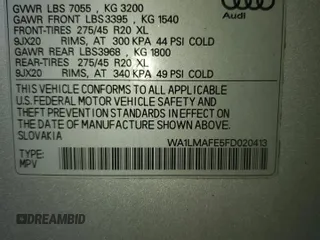 GVWR LBS 7055 , KG 3200
GAWR FRONT LBS3395 , KG 1540
FRONT-TIRES 275/45 R20 XL
9JX20 RIMS, AT 300 KPA 44 PSI COLD
GAWR REAR LBS3968 , KG 1800
REAR-TIRES 275/45 R20 XL
9JX20 RIMS, AT 340 KPA 49 PSI COLD
Audi
THIS VEHICLE CONFORMS TO ALL APPLICABLE
U.S. FEDERAL MOTOR VEHICLE SAFETY, BUMPER, AND
THEFT PREVENTION STANDARDS IN EFFECT ON THE
DATE OF MANUFACTURE SHOWN ABOVE.
SLOVAKIA
WA1LMAFE5FD020413
TYPE:
MPV
DREAMBID